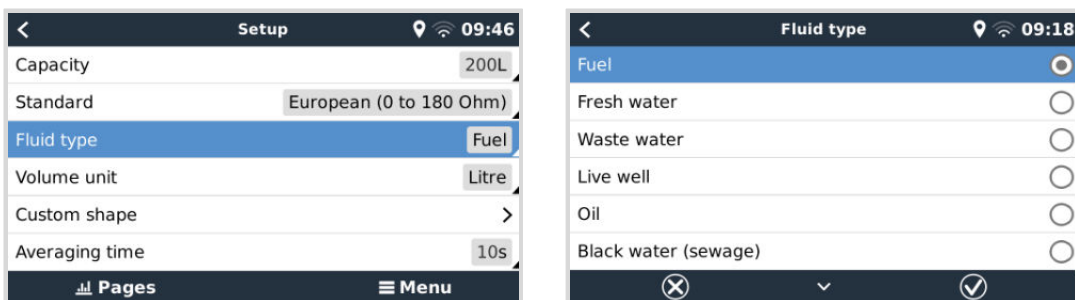 Setup 09:46
Capacity 200L
Standard European (0 to 180 Ohm)
Fluid type Fuel
Volume unit Litre
Custom shape
Averaging time 10s
Pages Menu
Fluid type 09:18
Fuel
Fresh water
Waste water
Live well
Oil
Black water (sewage)